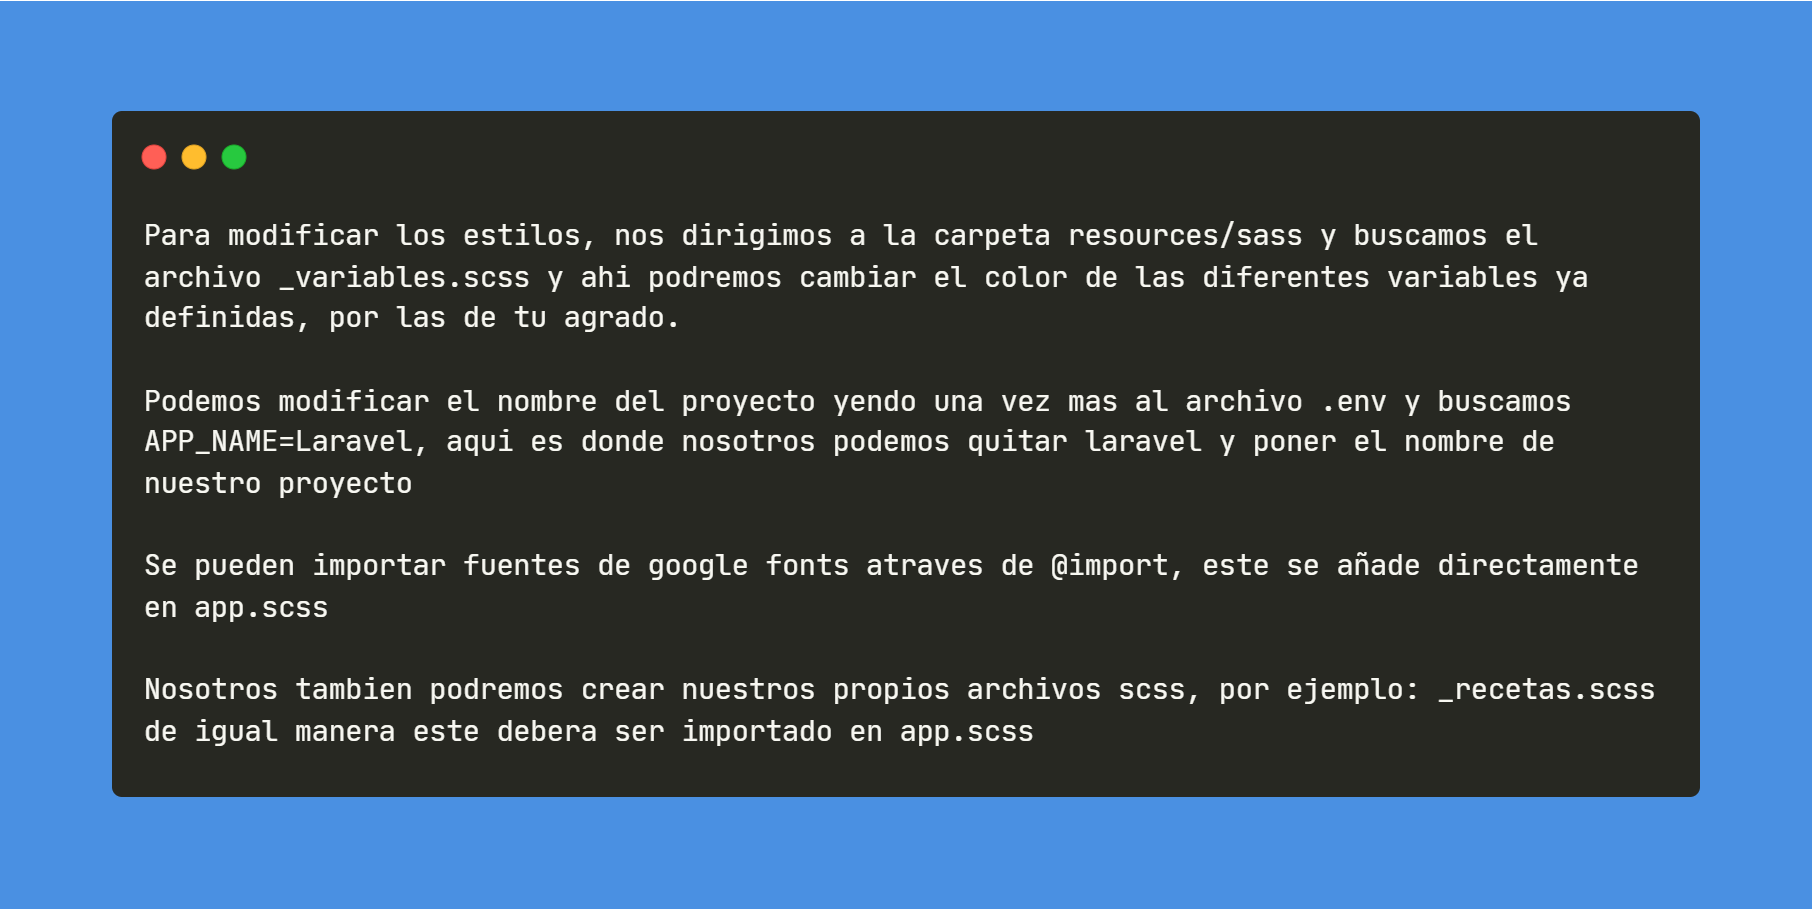 Para modificar los estilos, nos dirigimos a la carpeta resources/sass y buscamos el
archivo _variables.scss y ahi podremos cambiar el color de las diferentes variables ya
definidas, por las de tu agrado.
Podemos modificar el nombre del proyecto yendo una vez mas al archivo .env y buscamos
APP_NAME=Laravel, aqui es donde nosotros podemos quitar laravel y poner el nombre de
nuestro proyecto
Se pueden importar fuentes de google fonts atraves de @import, este se añade directamente
en app.scss
Nosotros tambien podremos crear nuestros propios archivos scss, por ejemplo: _recetas.scss
de igual manera este debera ser importado en app.scss